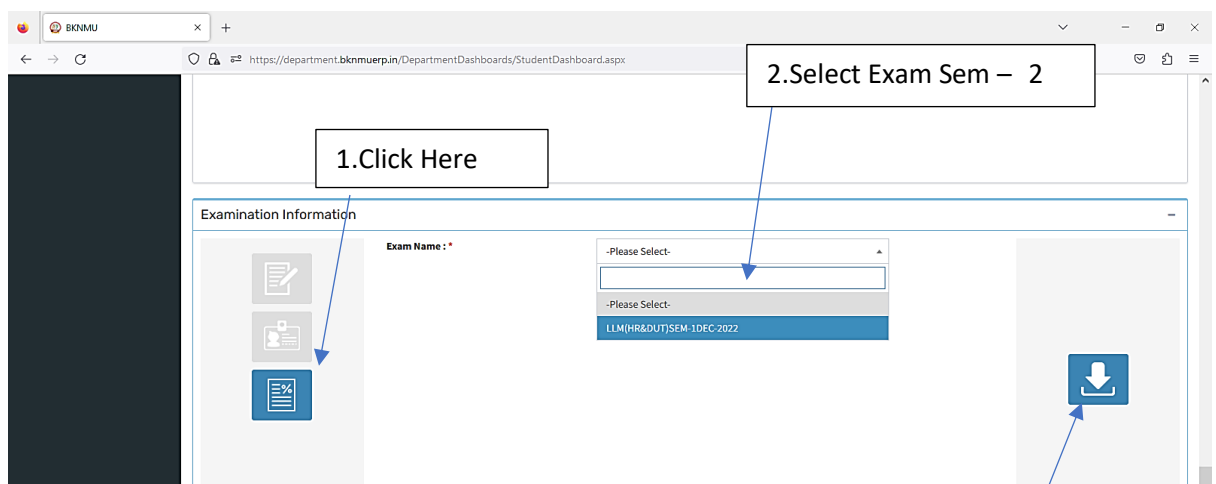 BKNMU
https://department.bknmuerp.in/DepartmentDashboards/StudentDashboard.aspx
2.Select Exam Sem – 2
1.Click Here
Examination Information
Exam Name : *
-Please Select-
-Please Select-
LLM(HR&DUT)SEM-1DEC-2022